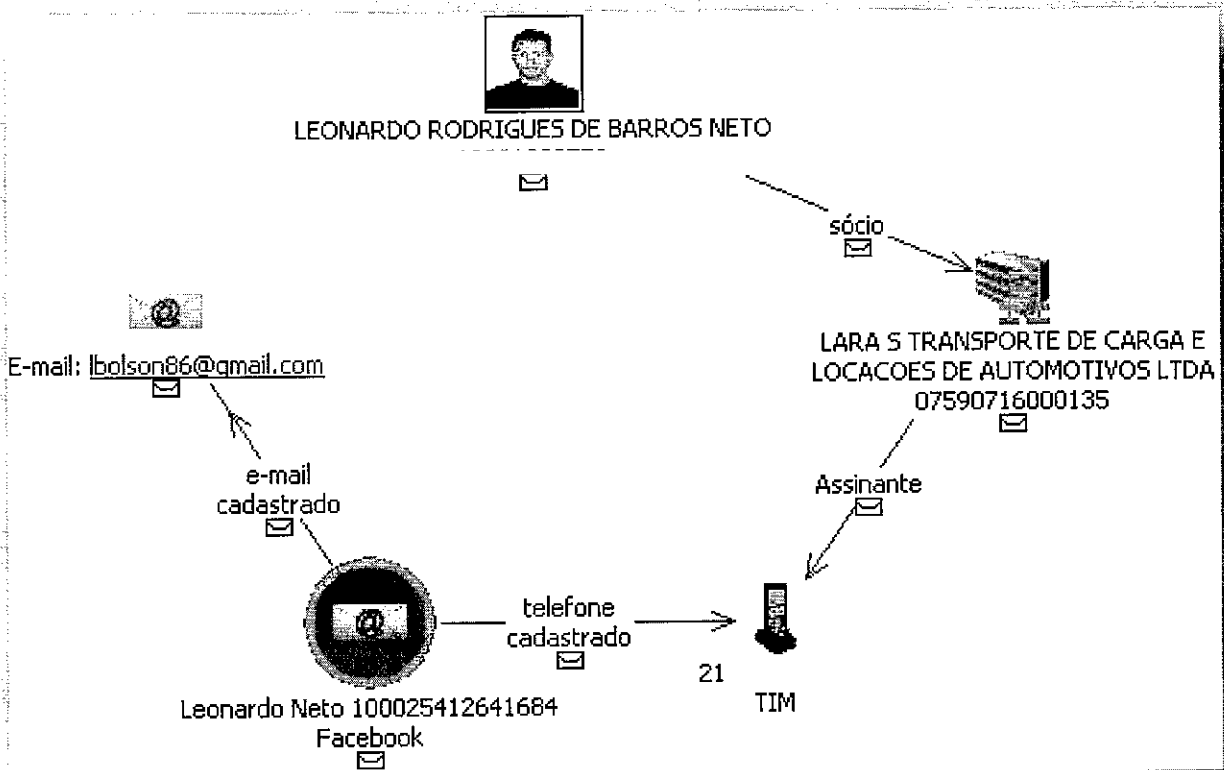 LEONARDO RODRIGUES DE BARROS NETO
sócio
LARA S TRANSPORTE DE CARGA E
LOCACOES DE AUTOMOTIVOS LTDA
07590716000135
E-mail: lbolson86@gmail.com
e-mail
cadastrado
Assinante
telefone
cadastrado
21
TIM
Leonardo Neto 100025412641684
Facebook